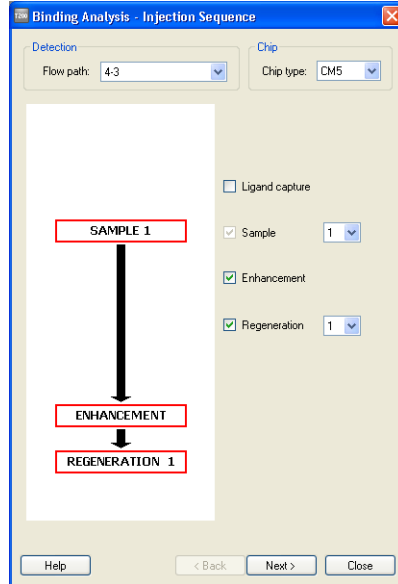 T200 Binding Analysis - Injection Sequence
Detection
Chip
Flow path: 4-3
Chip type: CM5
Ligand capture
SAMPLE 1
Sample 1
Enhancement
Regeneration 1
ENHANCEMENT
REGENERATION 1
Help
< Back
Next >
Close